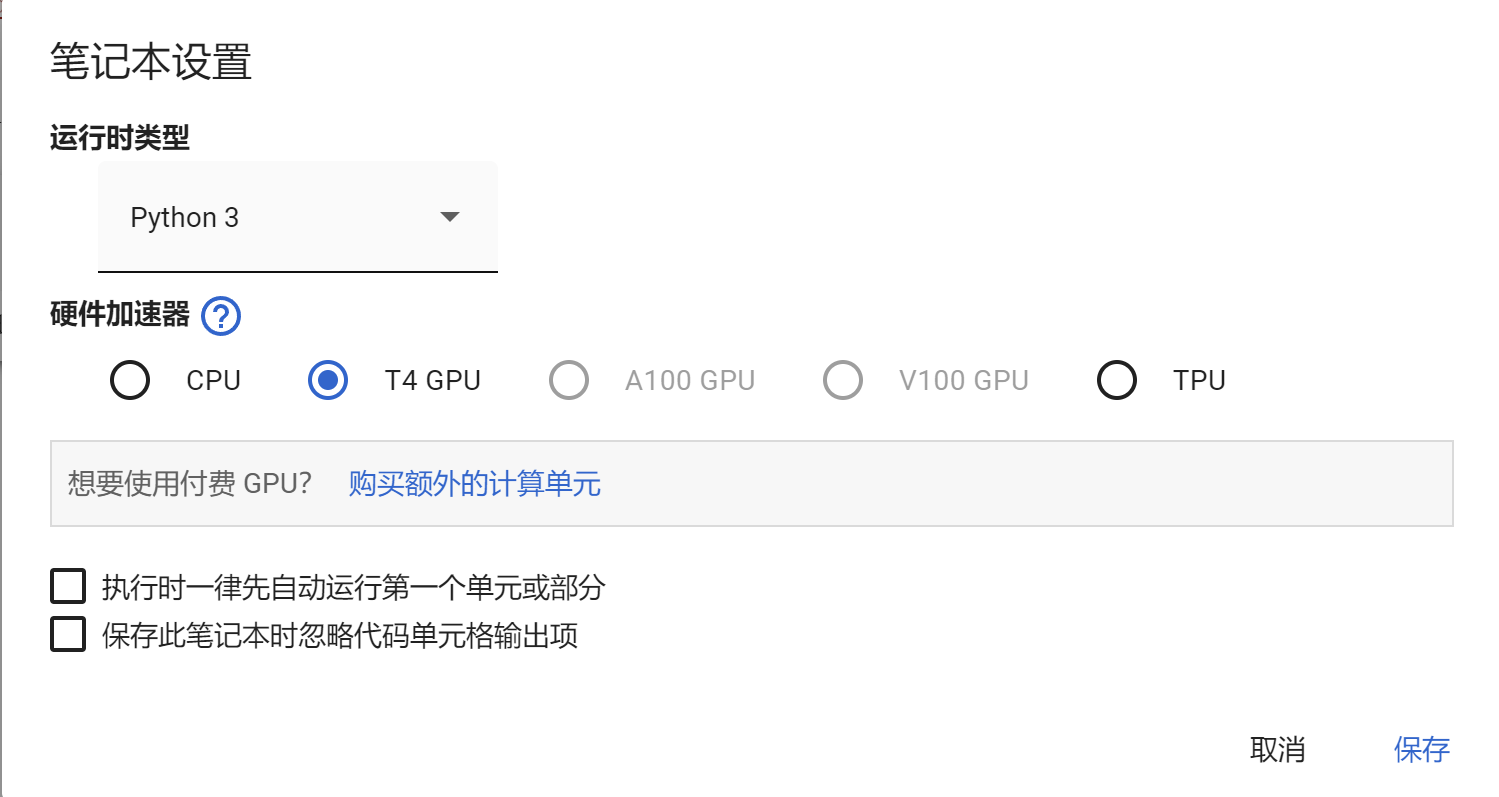 笔记本设置
运行时类型
Python 3
硬件加速器 ?
CPU T4 GPU A100 GPU V100 GPU TPU
想要使用付费 GPU？ 购买额外的计算单元
执行时一律先自动运行第一个单元或部分
保存此笔记本时忽略代码单元格输出项
取消 保存